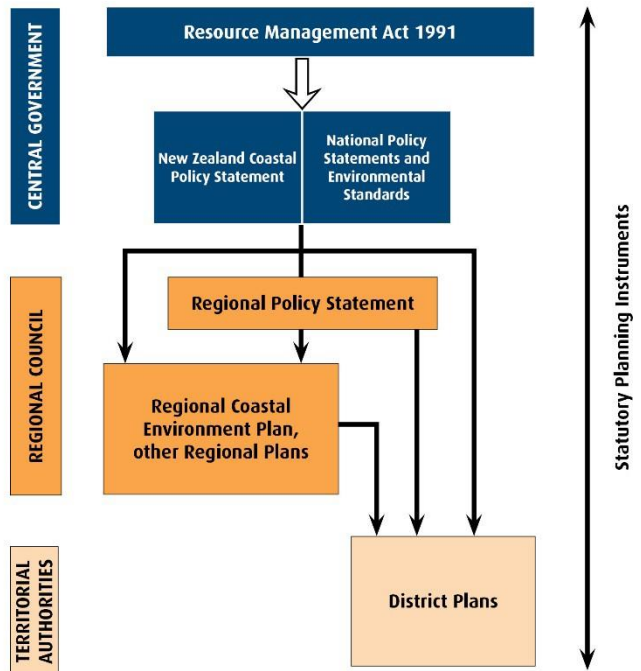 Resource Management Act 1991
CENTRAL GOVERNMENT
New Zealand Coastal
Policy Statement
National Policy
Statements and
Environmental
Standards
Statutory Planning Instruments
REGIONAL COUNCIL
Regional Policy Statement
Regional Coastal
Environment Plan,
other Regional Plans
TERRITORIAL
AUTHORITIES
District Plans